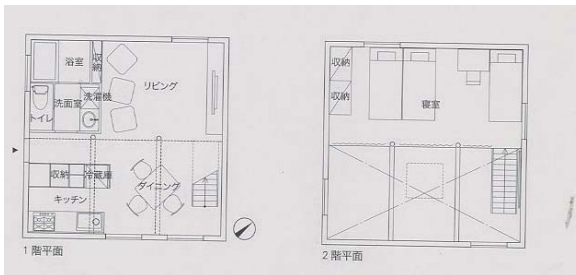 浴室
収納
リビング
トイレ
洗面室
洗濯機
収納
冷蔵庫
ダイニング
キッチン
1階平面
収納
収納
寝室
2階平面